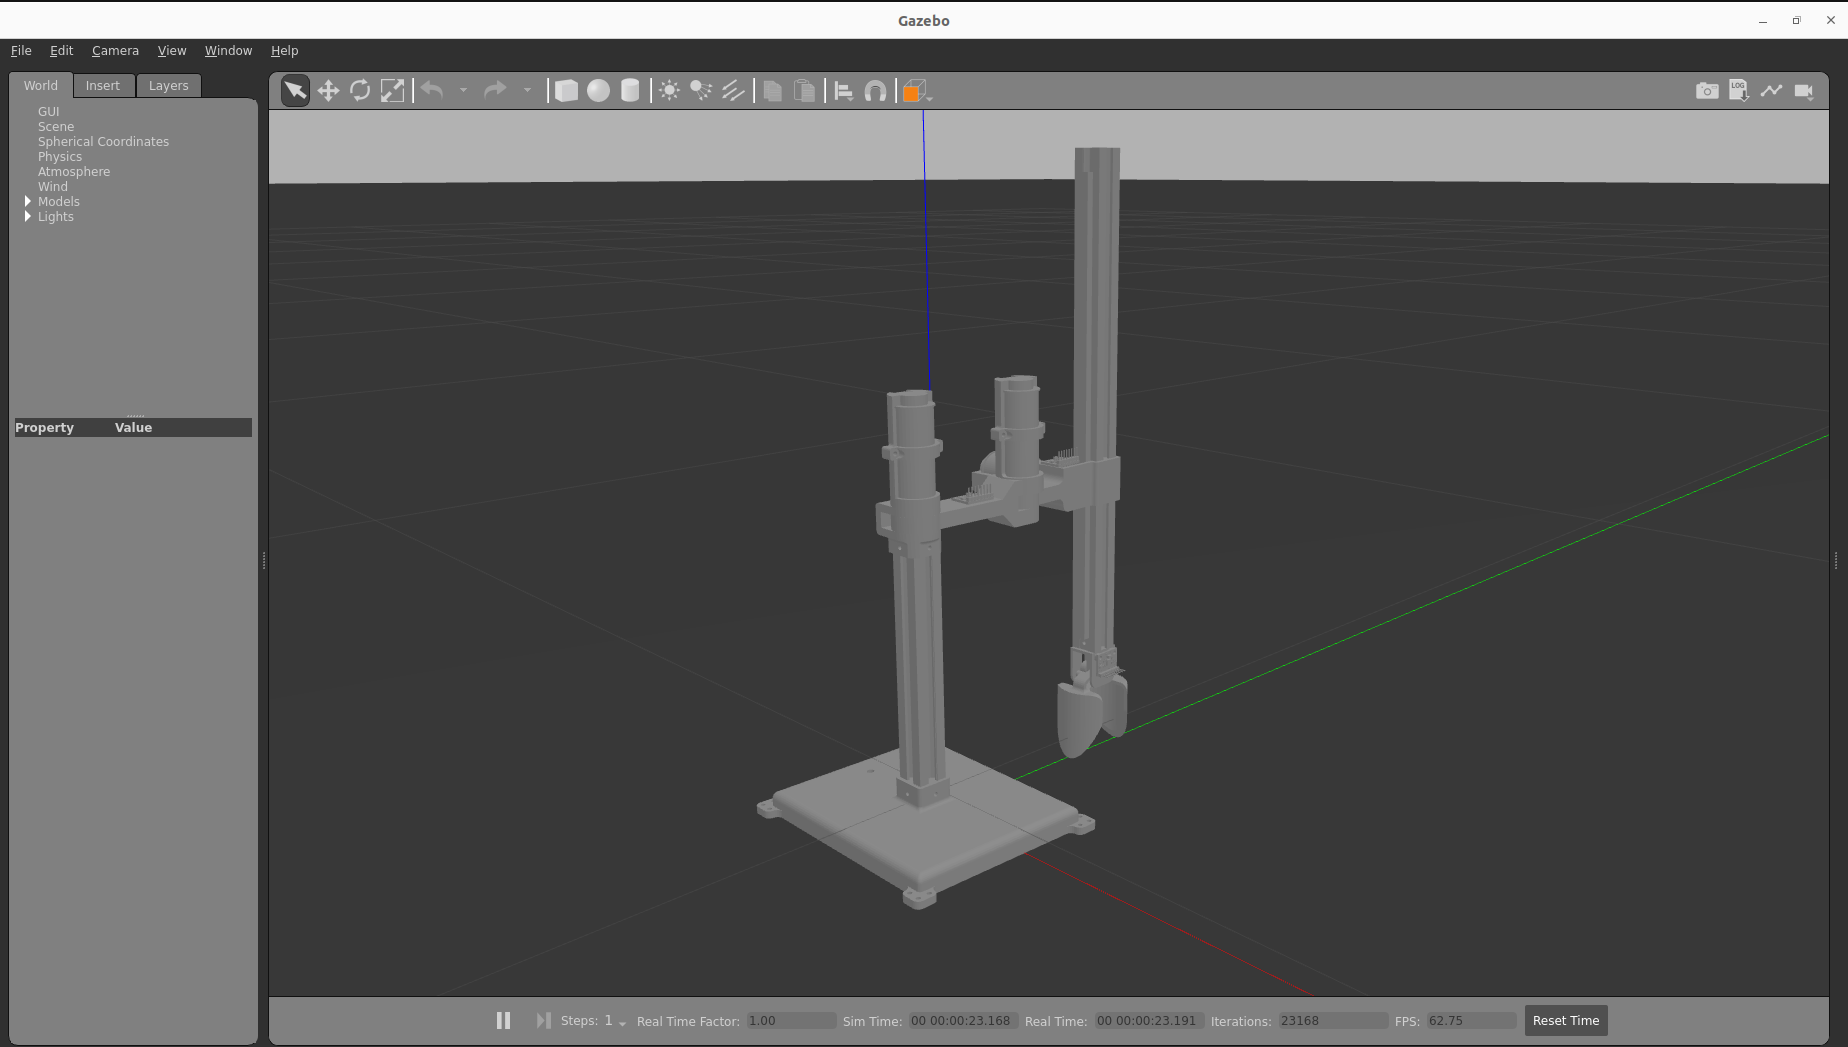 Gazebo
File Edit Camera View Window Help
World Insert Layers
LOG
GUI
Scene
Spherical Coordinates
Physics
Atmosphere
Wind
Models
Lights
Property Value
Steps: 1 Real Time Factor: 1.00 Sim Time: 00 00:00:23.168 Real Time: 00 00:00:23.191 Iterations: 23168 FPS: 62.75 Reset Time